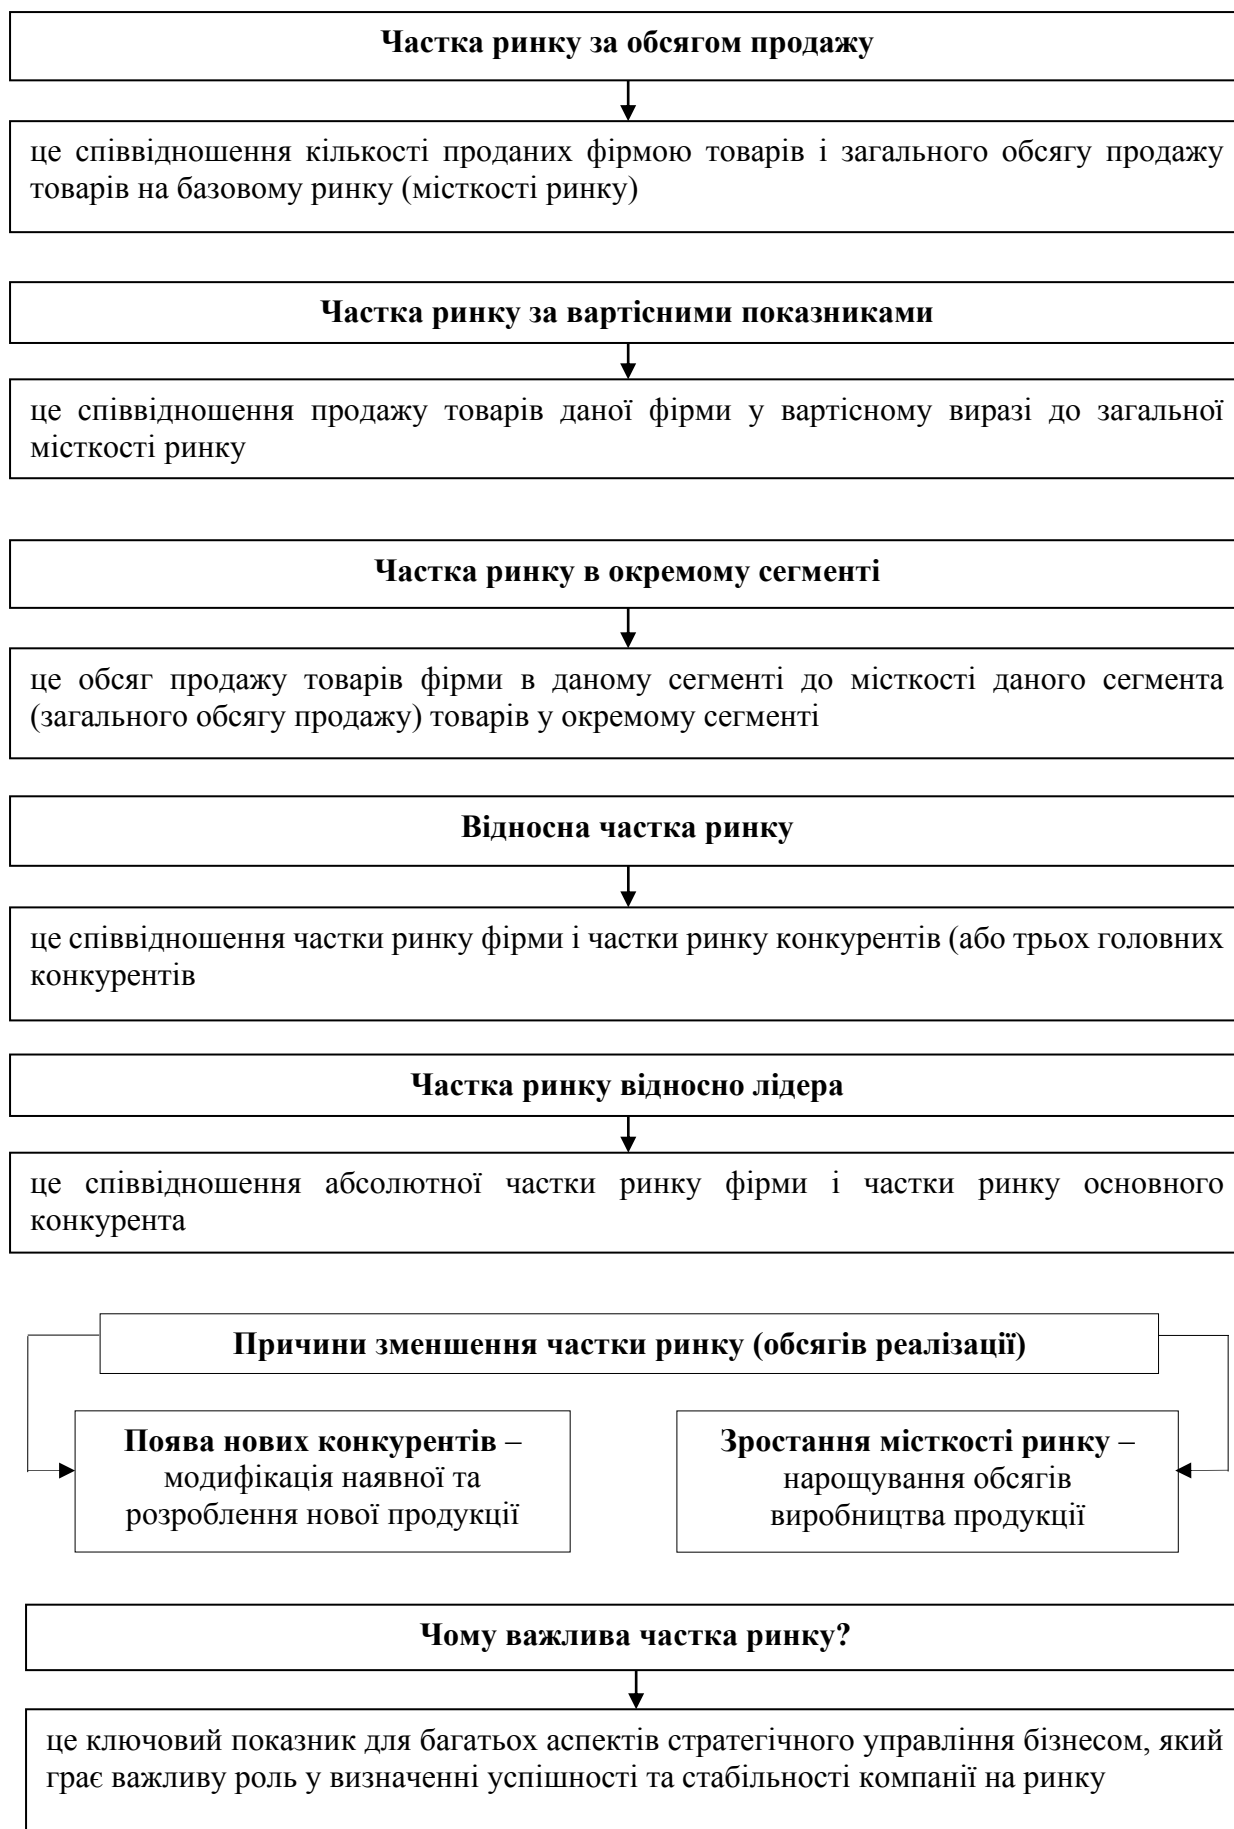 Частка ринку за обсягом продажу
це співвідношення кількості проданих фірмою товарів і загального обсягу продажу
товарів на базовому ринку (місткості ринку)
Частка ринку за вартісними показниками
це співвідношення продажу товарів даної фірми у вартісному виразі до загальної
місткості ринку
Частка ринку в окремому сегменті
це обсяг продажу товарів фірми в даному сегменті до місткості даного сегмента
(загального обсягу продажу) товарів у окремому сегменті
Відносна частка ринку
це співвідношення частки ринку фірми і частки ринку конкурентів (або трьох головних
конкурентів
Частка ринку відносно лідера
це співвідношення абсолютної частки ринку фірми і частки ринку основного
конкурента
Причини зменшення частки ринку (обсягів реалізації)
Поява нових конкурентів –
модифікація наявної та
розроблення нової продукції
Зростання місткості ринку –
нарощування обсягів
виробництва продукції
Чому важлива частка ринку?
це ключовий показник для багатьох аспектів стратегічного управління бізнесом, який
грає важливу роль у визначенні успішності та стабільності компанії на ринку